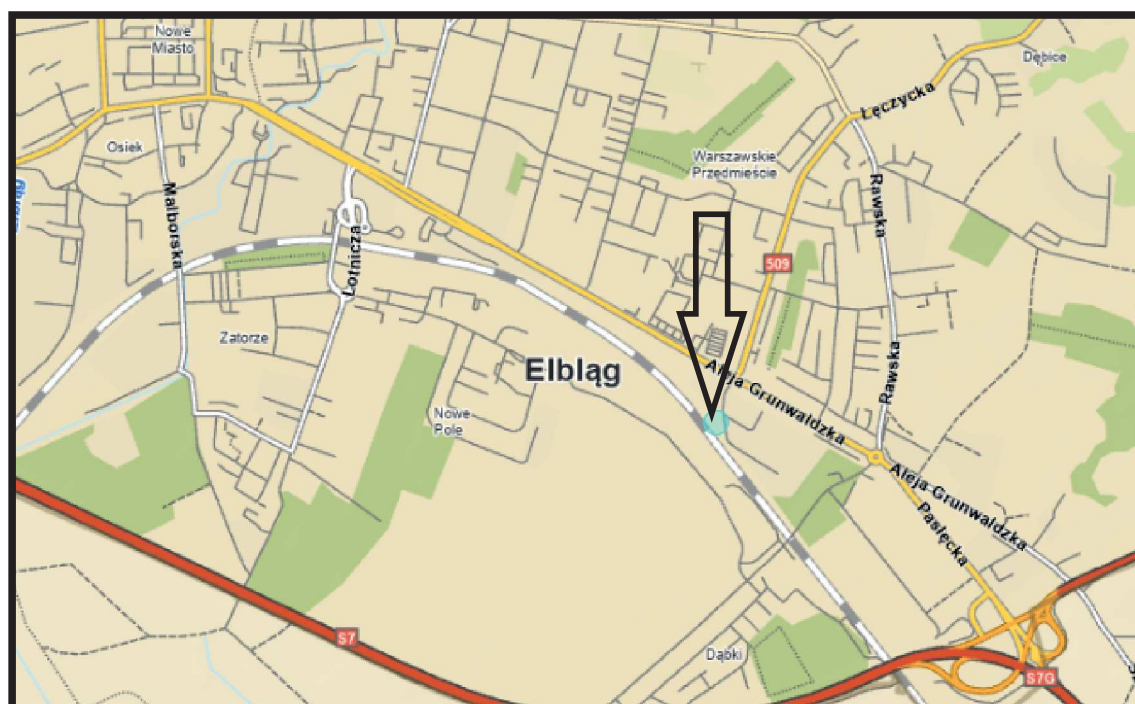 Nowe
Miasto
Dębice
Łęczycka
Osiek
Warszawskie
Przedmieście
Malborska
Rawska
Lotnicza
509
Zatorze
Elbląg
Aleja Grunwaldzka
Rawska
Nowe
Pole
Aleja Grunwaldzka
Pasłęcka
S7
Dąbki
S7G